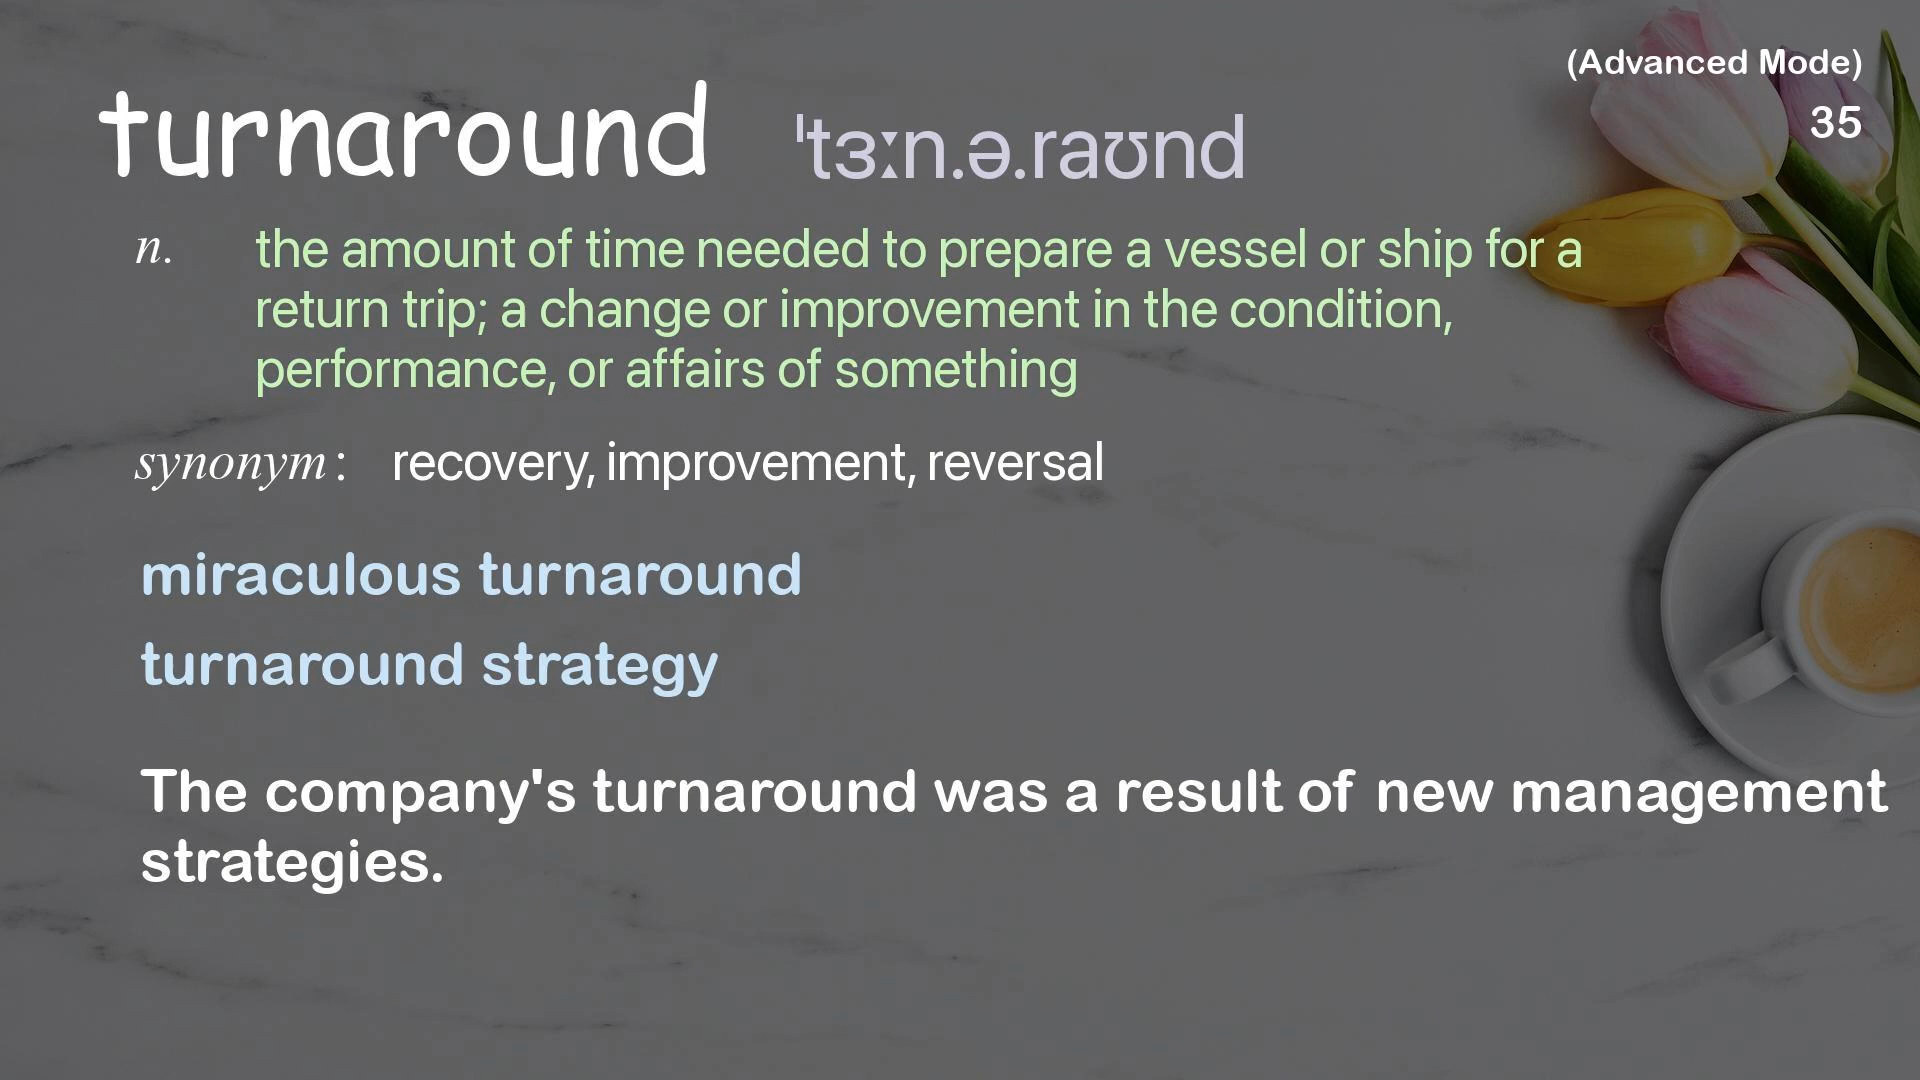 (Advanced Mode)
35
turnaround ˈtɜːn.ə.raʊnd
n. the amount of time needed to prepare a vessel or ship for a
return trip; a change or improvement in the condition,
performance, or affairs of something
synonym: recovery, improvement, reversal
miraculous turnaround
turnaround strategy
The company's turnaround was a result of new management
strategies.